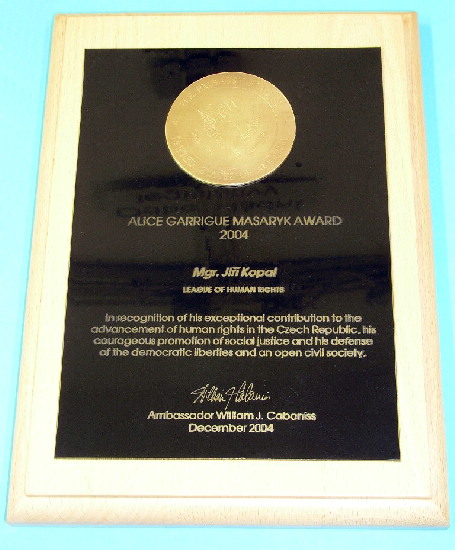 ALICE GARRIGUE MASARYK AWARD
2004
Mgr. Jiří Kopal
LEAGUE OF HUMAN RIGHTS
In recognition of his exceptional contribution to the
advancement of human rights in the Czech Republic, his
courageous promotion of social justice and his defense
of the democratic liberties and an open civil society.
Ambassador William J. Cabaniss
December 2004